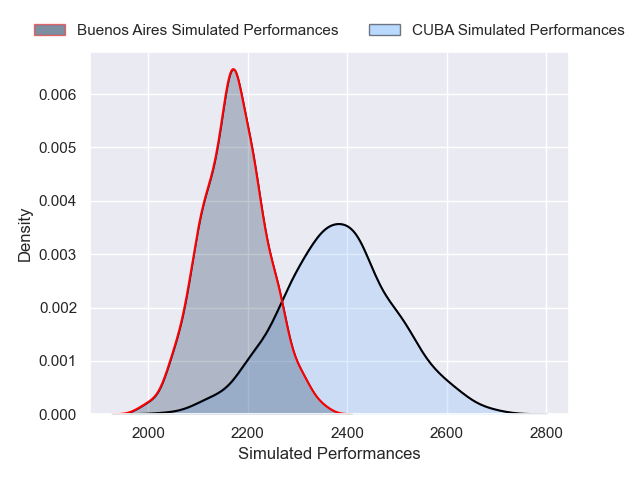 Buenos Aires Simulated Performances CUBA Simulated Performances
0.006
0.005
0.004
0.003
0.002
0.001
0.000
Density
2000 2200 2400 2600 2800
Simulated Performances